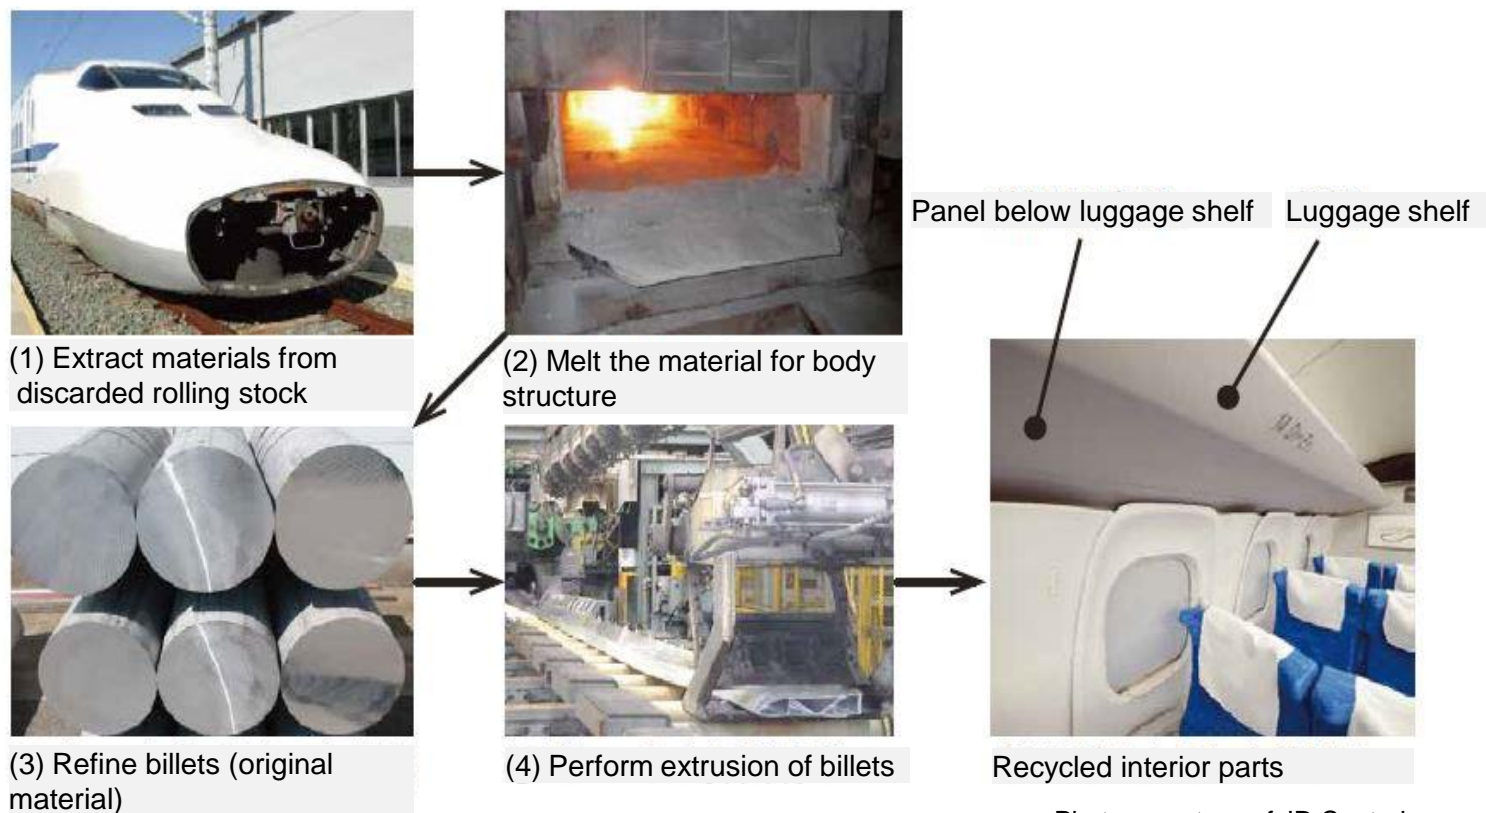 Panel below luggage shelf
Luggage shelf
(1) Extract materials from
discarded rolling stock
(2) Melt the material for body
structure
(3) Refine billets (original
material)
(4) Perform extrusion of billets
Recycled interior parts